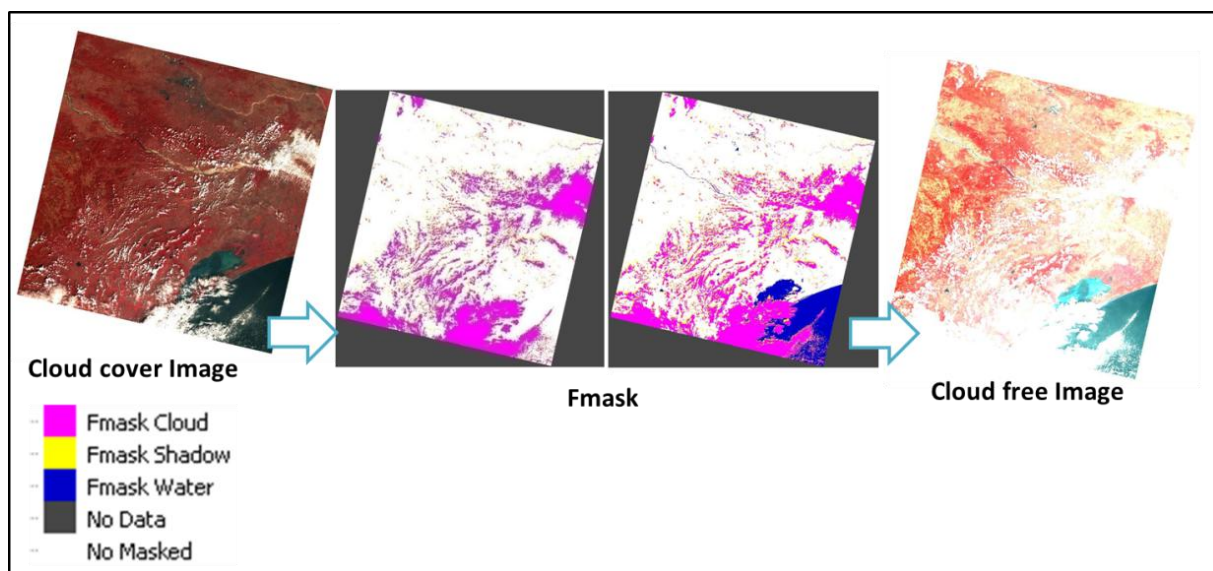 Cloud cover Image
Fmask
Cloud free Image
Fmask Cloud
Fmask Shadow
Fmask Water
No Data
No Masked